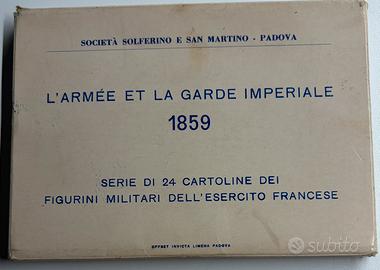 SOCIETÀ SOLFERINO E SAN MARTINO - PADOVA
L'ARMÉE ET LA GARDE IMPERIALE
1859
SERIE DI 24 CARTOLINE DEI
FIGURINI MILITARI DELL'ESERCITO FRANCESE
OFFSET INVICTA LIMENA PADOVA
subito